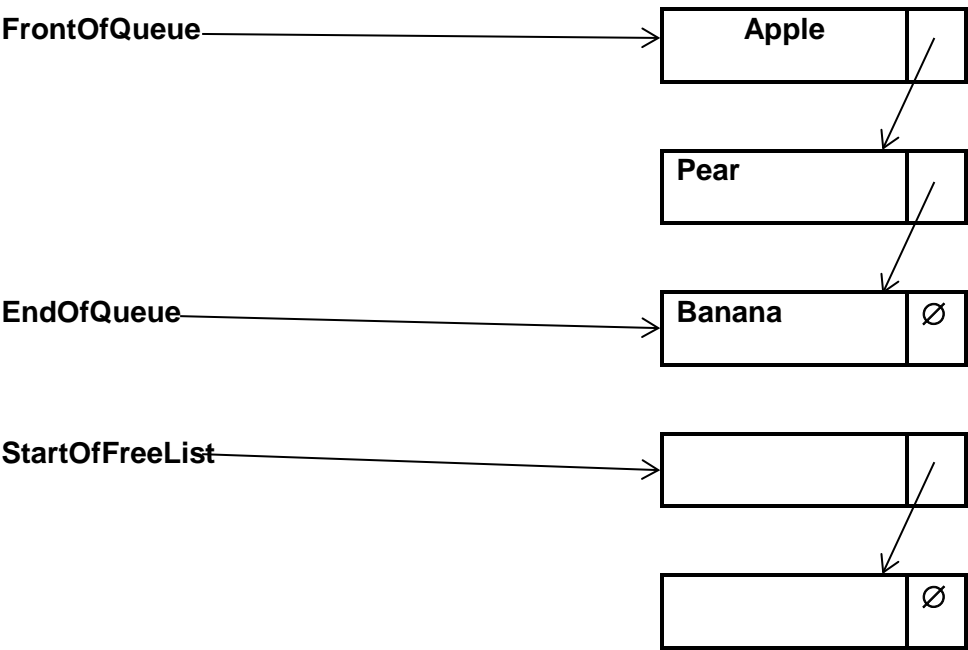 FrontOfQueue Apple
Pear
EndOfQueue Banana ∅
StartOfFreeList
∅